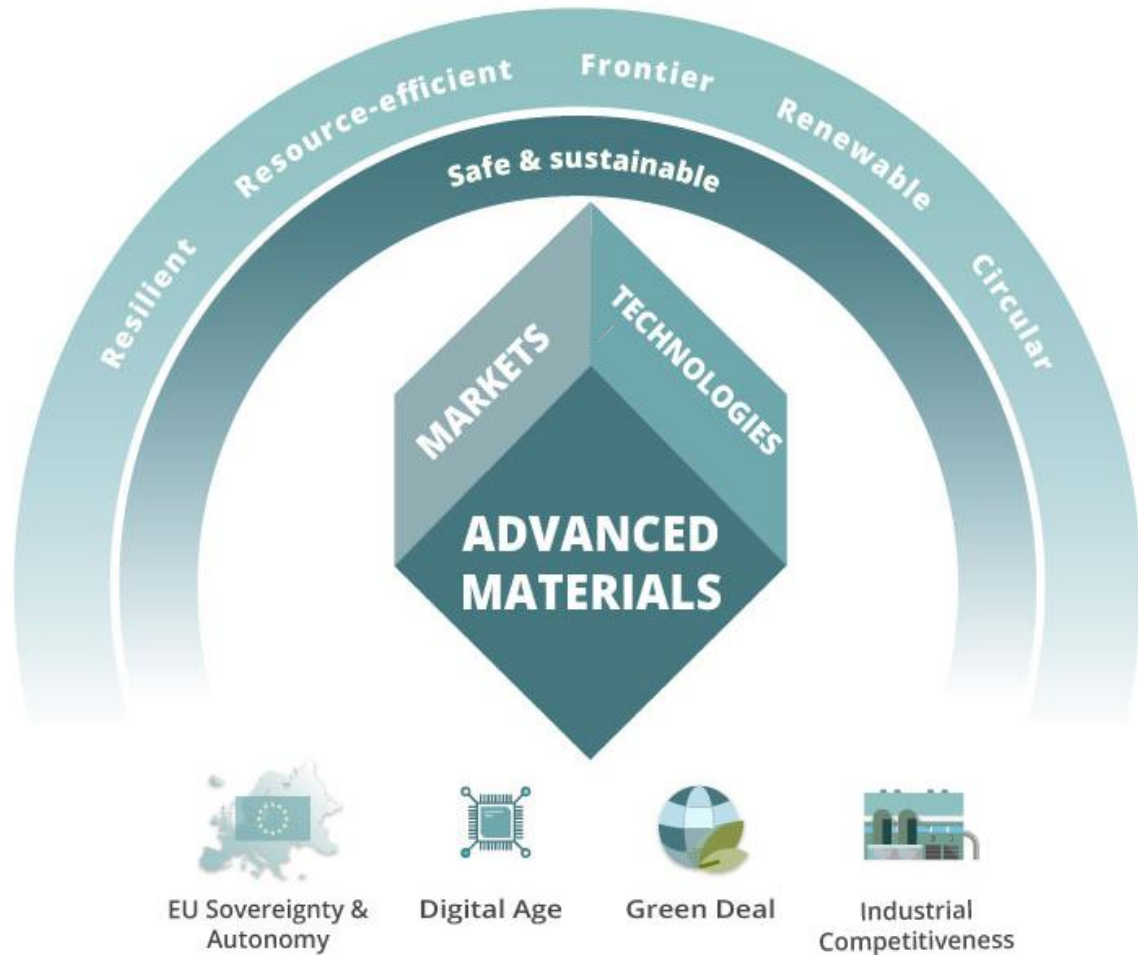 Resilient
Resource-efficient
Frontier
Renewable
Circular
Safe & sustainable
MARKETS
TECHNOLOGIES
ADVANCED
MATERIALS
EU Sovereignty &
Autonomy
Digital Age
Green Deal
Industrial
Competitiveness